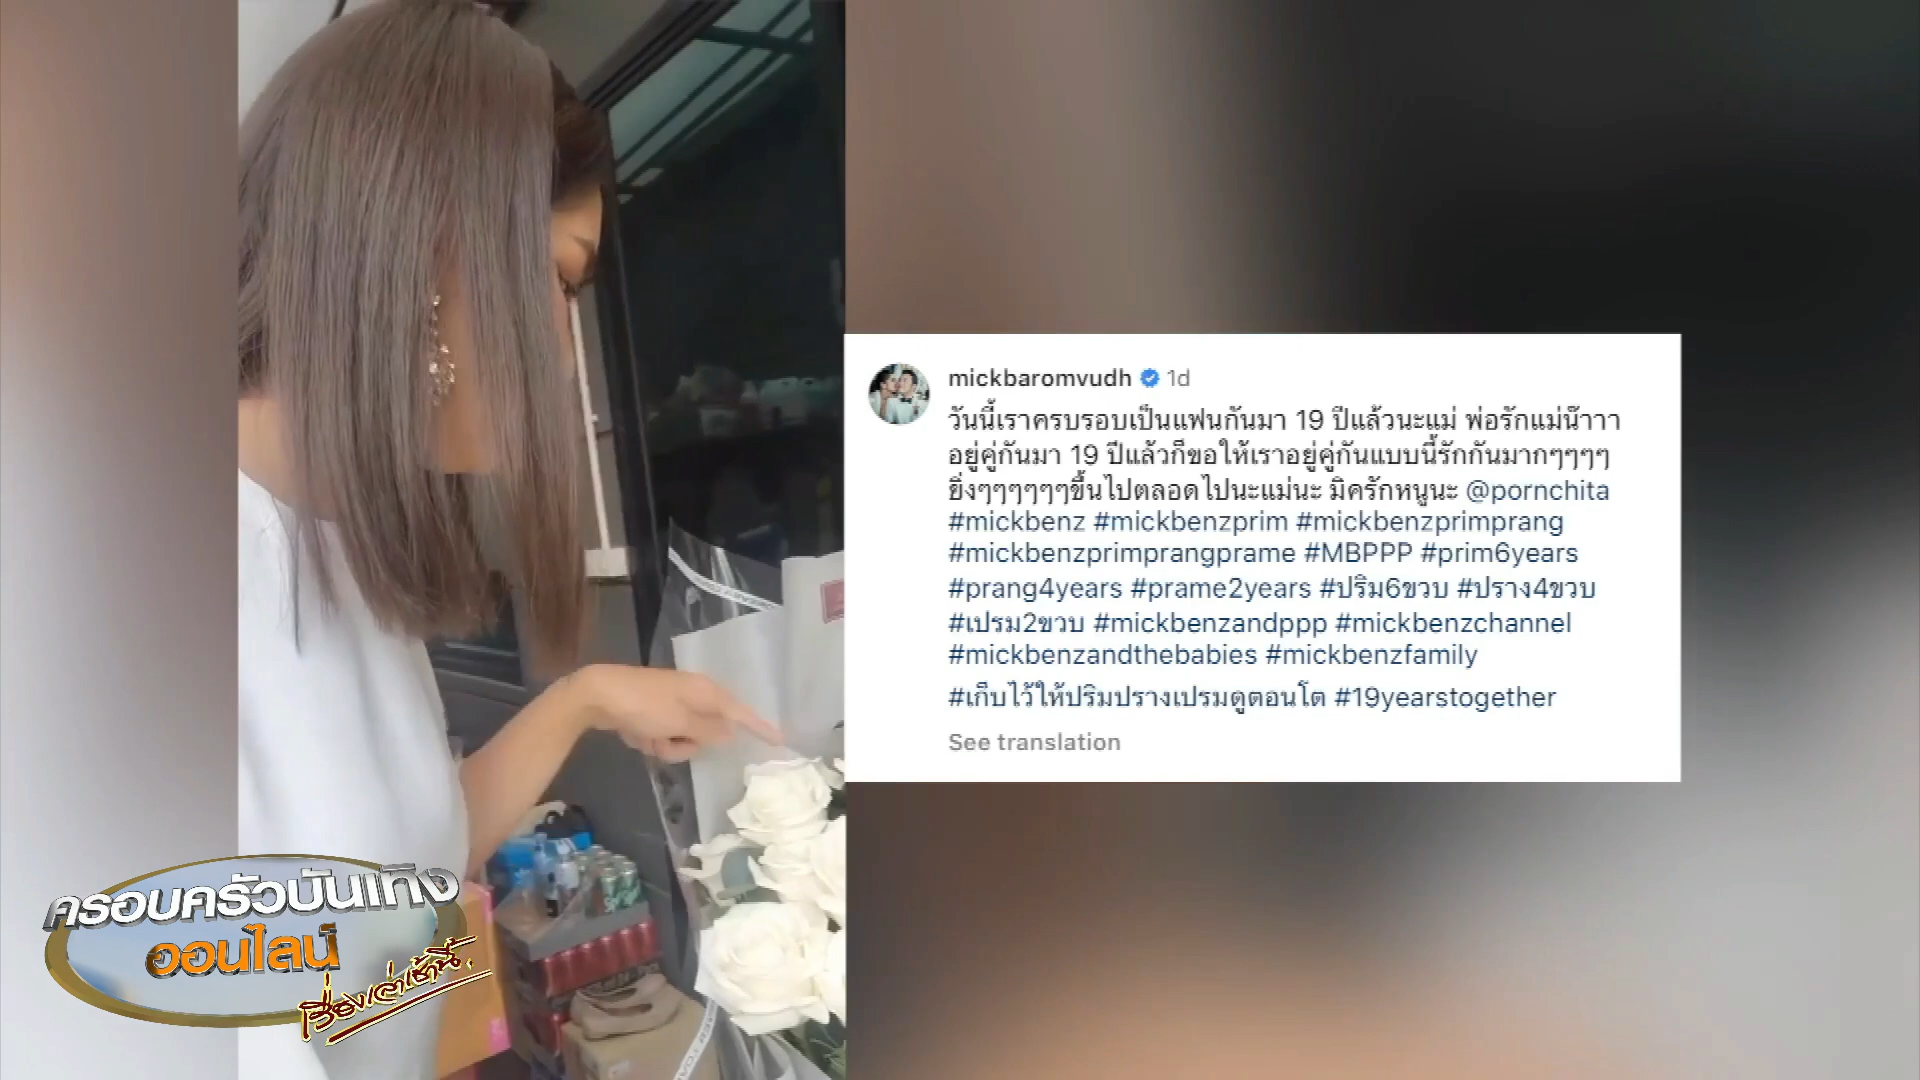 mickbaromvudh 1d
วันนี้เราครบรอบเป็นแฟนกันมา 19 ปีแล้วนะแม่ พ่อรักแม่น๊าาา
อยู่คู่กันมา 19 ปีแล้วก็ขอให้เราอยู่คู่กันแบบนี้รักกันมากๆๆๆๆ
ยิ่งๆๆๆๆๆๆขึ้นไปตลอดไปนะแม่นะ มิครักหนูนะ @pornchita
#mickbenz #mickbenzprim #mickbenzprimprang
#mickbenzprimprangprame #MBPPP #prim6years
#prang4years #prame2years #ปริม6ขวบ #ปราง4ขวบ
#เปรม2ขวบ #mickbenzandppp #mickbenzchannel
#mickbenzandthebabies #mickbenzfamily
#เก็บไว้ให้ปริมปรางเปรมดูตอนโต #19yearstogether
See translation
ครอบครัวบันเทิง
ออนไลน์
เรื่องเล่าเช้านี้